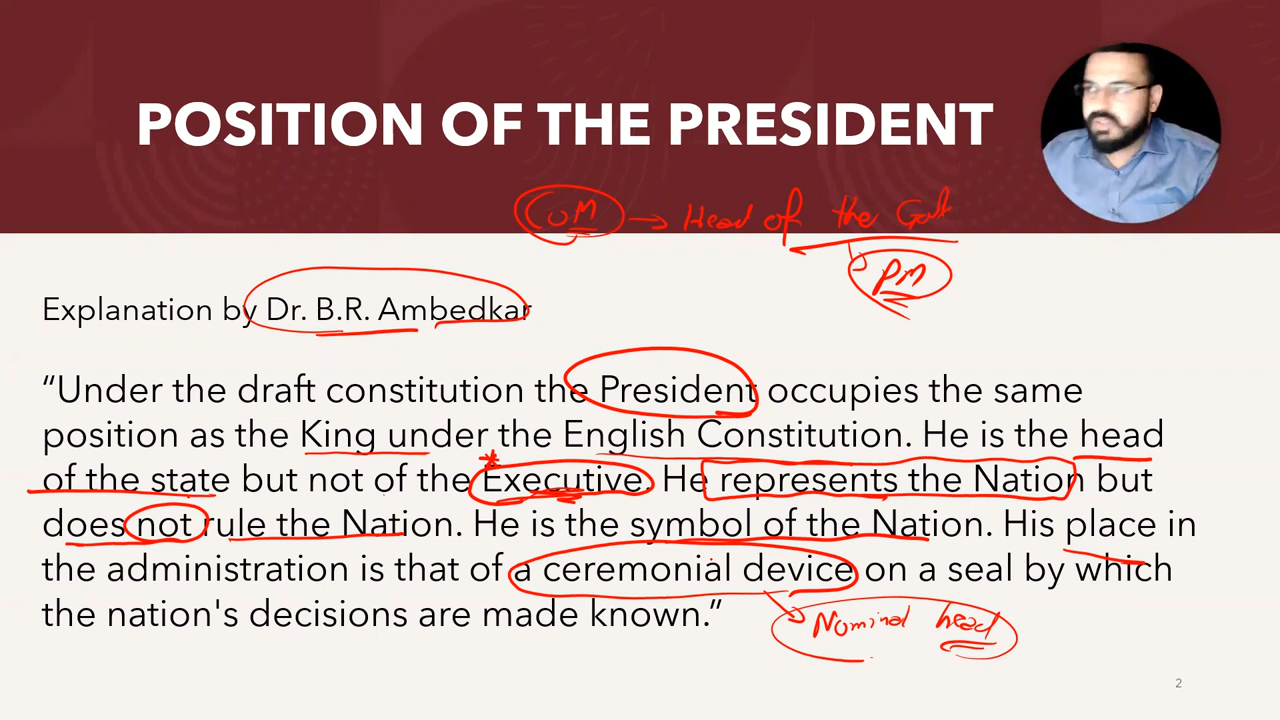 POSITION OF THE PRESIDENT
COM → Head of the Govt
PM
Explanation by Dr. B.R. Ambedkar
“Under the draft constitution the President occupies the same
position as the King under the English Constitution. He is the head
of the state but not of the Executive. He represents the Nation but
does not rule the Nation. He is the symbol of the Nation. His place in
the administration is that of a ceremonial device on a seal by which
the nation's decisions are made known.”
Nominal head
2